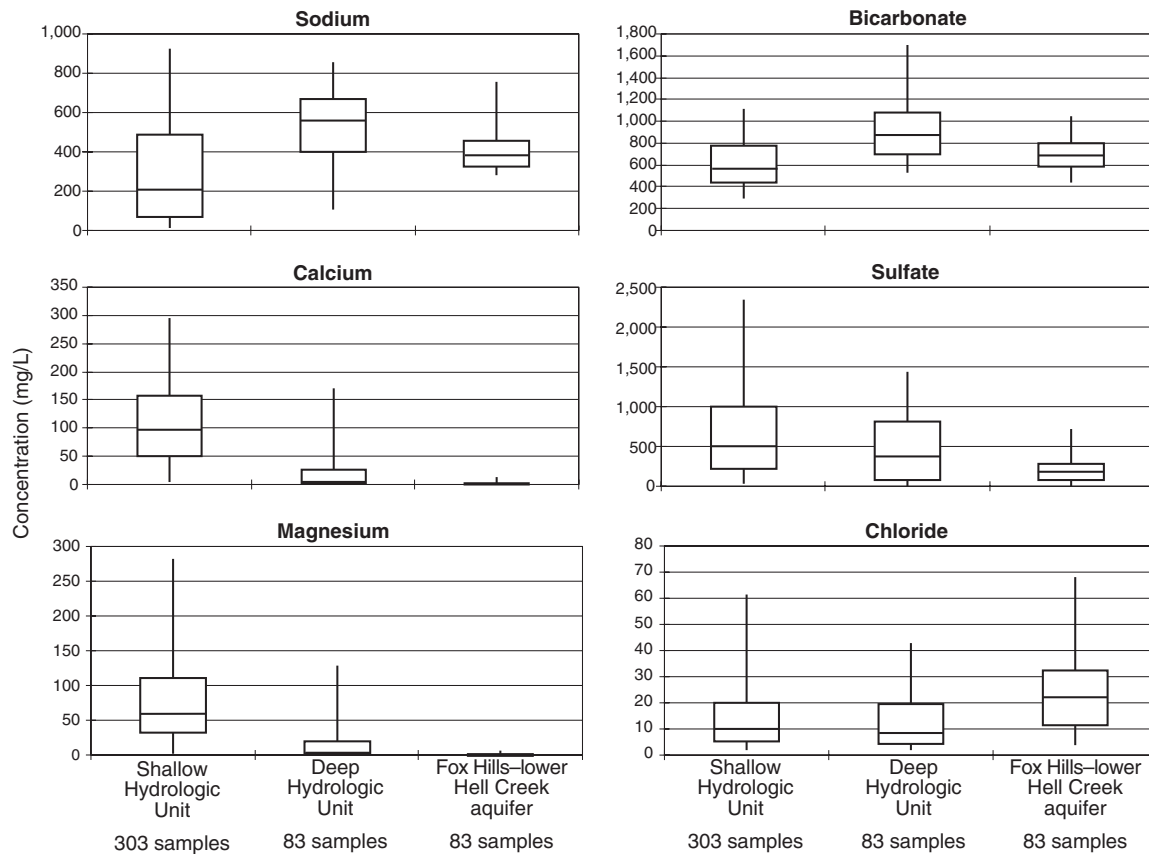 Sodium
1,000
800
600
400
200
0
Bicarbonate
1,800
1,600
1,400
1,200
1,000
800
600
400
200
0
Calcium
350
300
250
200
150
100
50
0
Sulfate
2,500
2,000
1,500
1,000
500
0
Concentration (mg/L)
Magnesium
300
250
200
150
100
50
0
Chloride
80
70
60
50
40
30
20
10
0
Shallow
Hydrologic
Unit
303 samples
Deep
Hydrologic
Unit
83 samples
Fox Hills–lower
Hell Creek
aquifer
83 samples
Shallow
Hydrologic
Unit
303 samples
Deep
Hydrologic
Unit
83 samples
Fox Hills–lower
Hell Creek
aquifer
83 samples